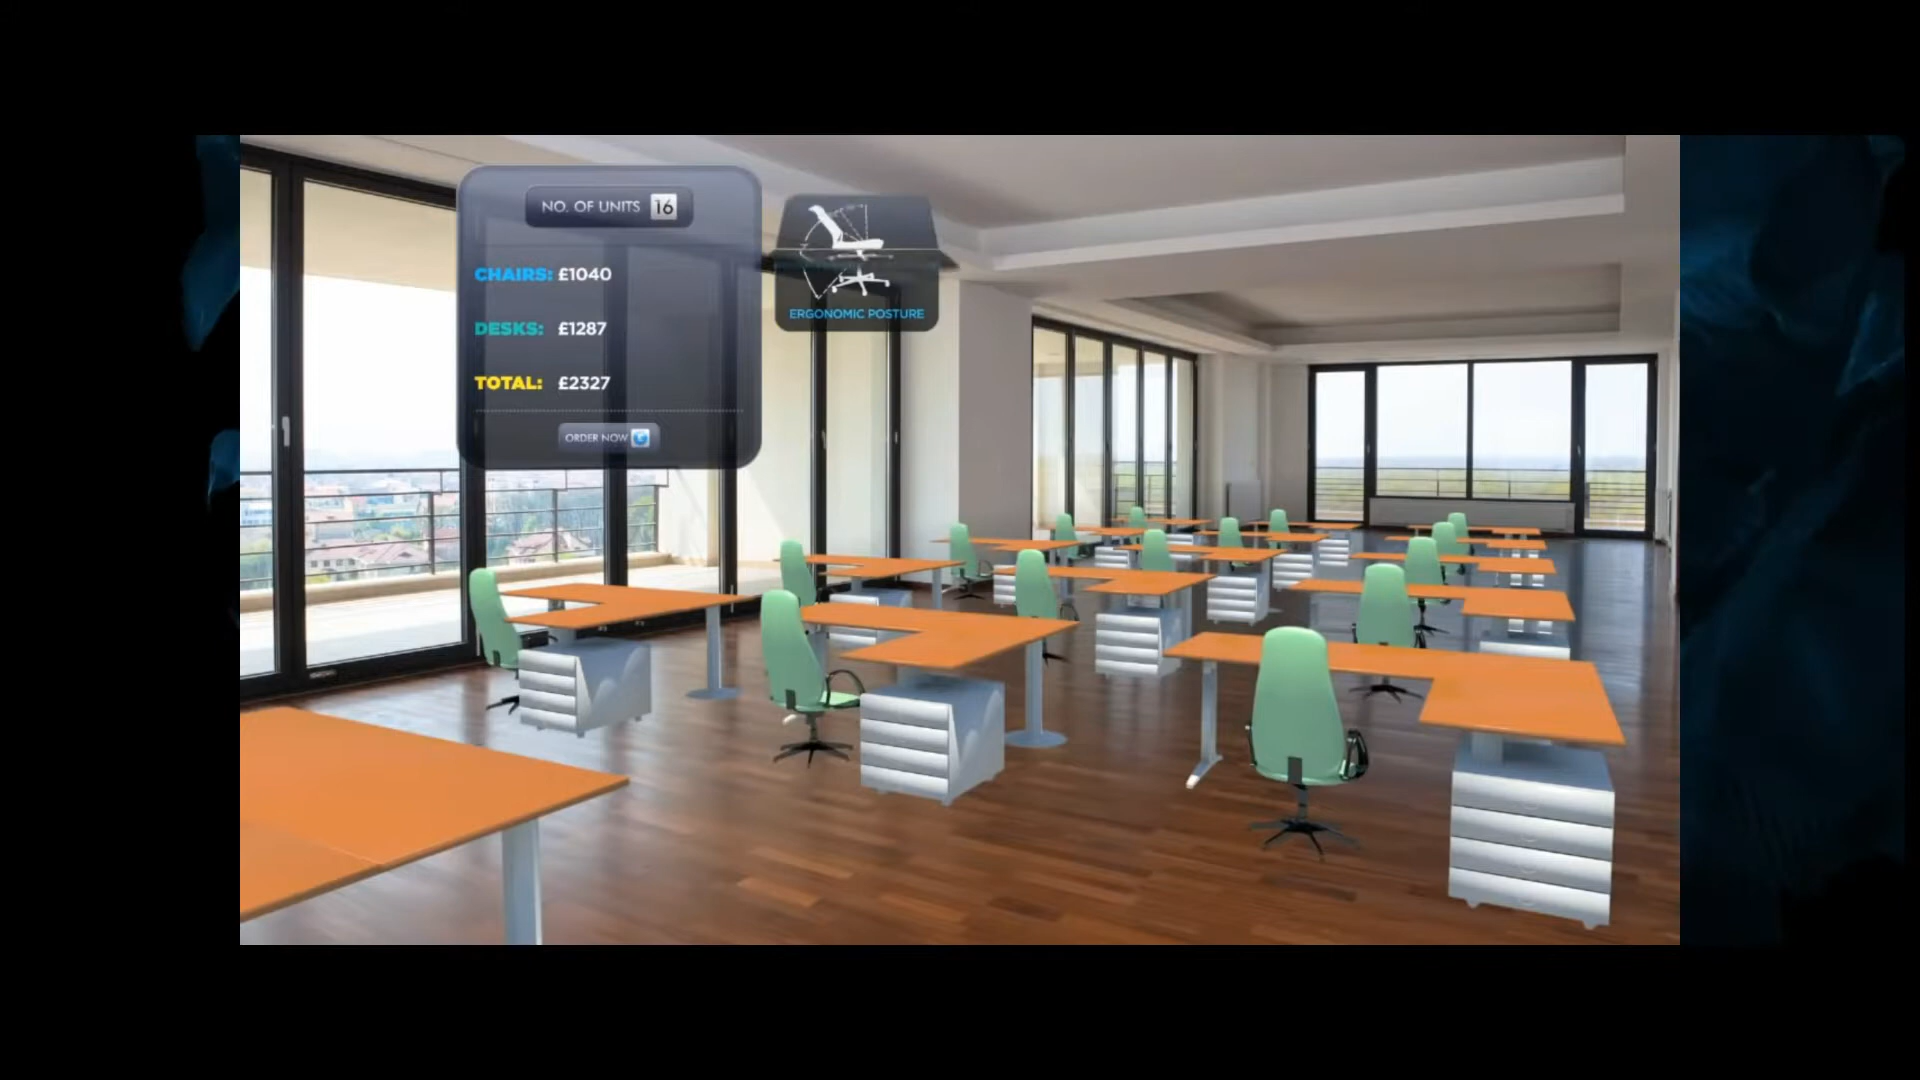 NO. OF UNITS 16
CHAIRS: £1040
DESKS: £1287
TOTAL: £2327
ORDER NOW
ERGONOMIC POSTURE